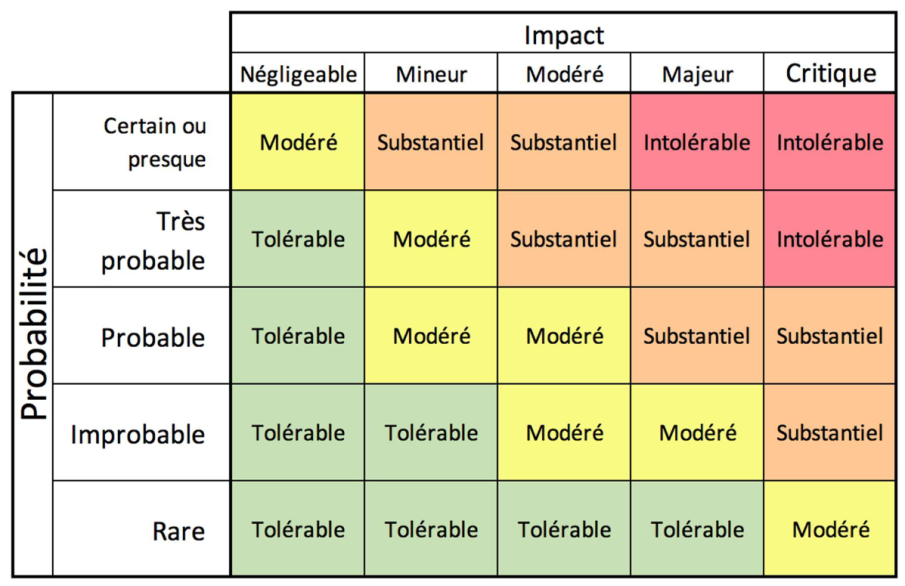 Impact
Négligeable Mineur Modéré Majeur Critique
Probabilité
Certain ou
presque
Modéré Substantiel Substantiel Intolérable Intolérable
Très
probable
Tolérable Modéré Substantiel Substantiel Intolérable
Probable Tolérable Modéré Modéré Substantiel Substantiel
Improbable Tolérable Tolérable Modéré Modéré Substantiel
Rare Tolérable Tolérable Tolérable Tolérable Modéré